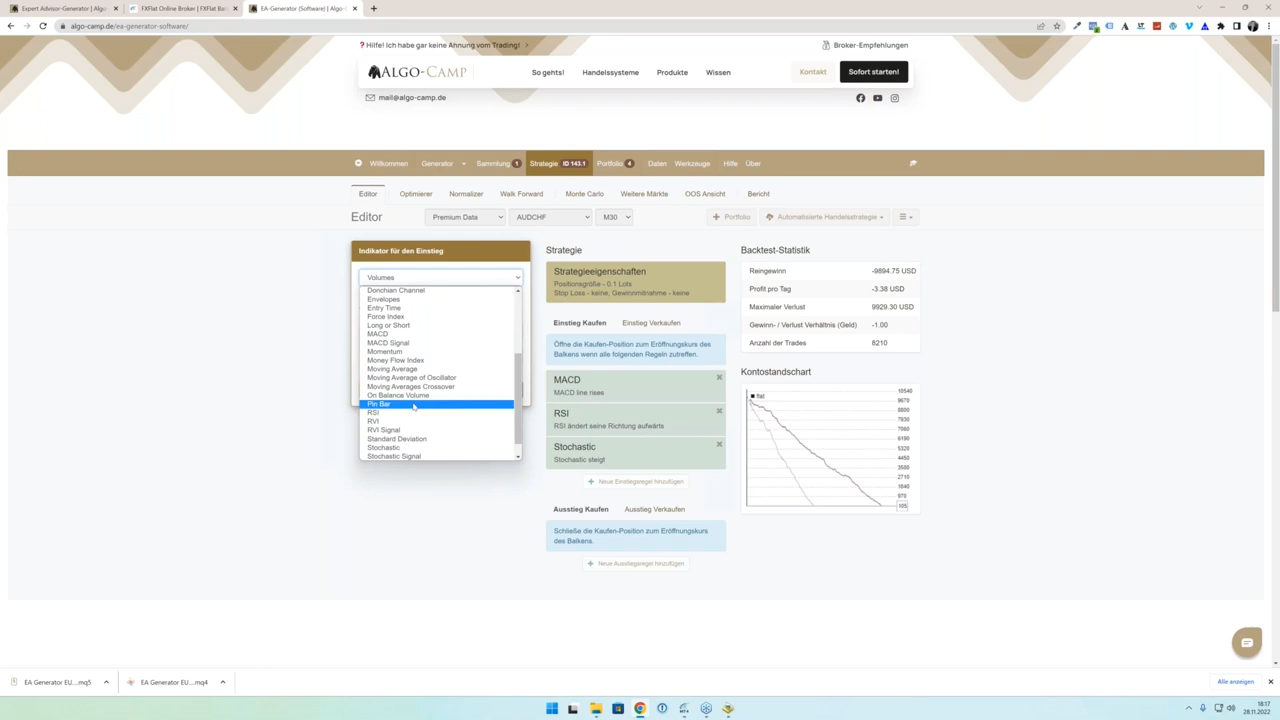 Expert Advisor-Generator | Algo-
FXFlat Online Broker | FXFlat Ba
EA-Generator (Software) | Algo-
algo-camp.de/ea-generator-software/
? Hilfe! Ich habe gar keine Ahnung vom Trading!
Broker-Empfehlungen
ALGO-CAMP
So gehts!
Handelssysteme
Produkte
Wissen
Kontakt
Sofort starten!
mail@algo-camp.de
Willkommen
Generator
Sammlung 1
Strategie ID 143.1
Portfolio 4
Daten
Werkzeuge
Hilfe
Über
Editor
Optimierer
Normalizer
Walk Forward
Monte Carlo
Weitere Märkte
OOS Ansicht
Bericht
Editor
Premium Data
AUDCHF
M30
+ Portfolio
Automatisierte Handelsstrategie
Indikator für den Einstieg
Volumes
Donchian Channel
Envelopes
Entry Time
Force Index
Long or Short
MACD
MACD Signal
Momentum
Money Flow Index
Moving Average
Moving Average of Oscillator
Moving Averages Crossover
On Balance Volume
Pin Bar
RSI
RVI
RVI Signal
Standard Deviation
Stochastic
Stochastic Signal
Strategie
Strategieeigenschaften
Positionsgröße - 0.1 Lots
Stop Loss - keine, Gewinnmitnahme - keine
Einstieg Kaufen
Einstieg Verkaufen
Öffne die Kaufen-Position zum Eröffnungskurs des
Balkens wenn alle folgenden Regeln zutreffen.
MACD
MACD line rises
RSI
RSI ändert seine Richtung aufwärts
Stochastic
Stochastic steigt
+ Neue Einstiegsregel hinzufügen
Ausstieg Kaufen
Ausstieg Verkaufen
Schließe die Kaufen-Position zum Eröffnungskurs
des Balkens.
+ Neue Ausstiegsregel hinzufügen
Backtest-Statistik
Reingewinn -9894.75 USD
Profit pro Tag -3.38 USD
Maximaler Verlust 9929.30 USD
Gewinn- / Verlust Verhältnis (Geld) -1.00
Anzahl der Trades 8210
Kontostandschart
flat
10540
9670
8800
7930
7060
6190
5320
4450
3580
2710
1840
970
105
EA Generator EU....mq5
EA Generator EU....mq4
Alle anzeigen
18:17
28.11.2022